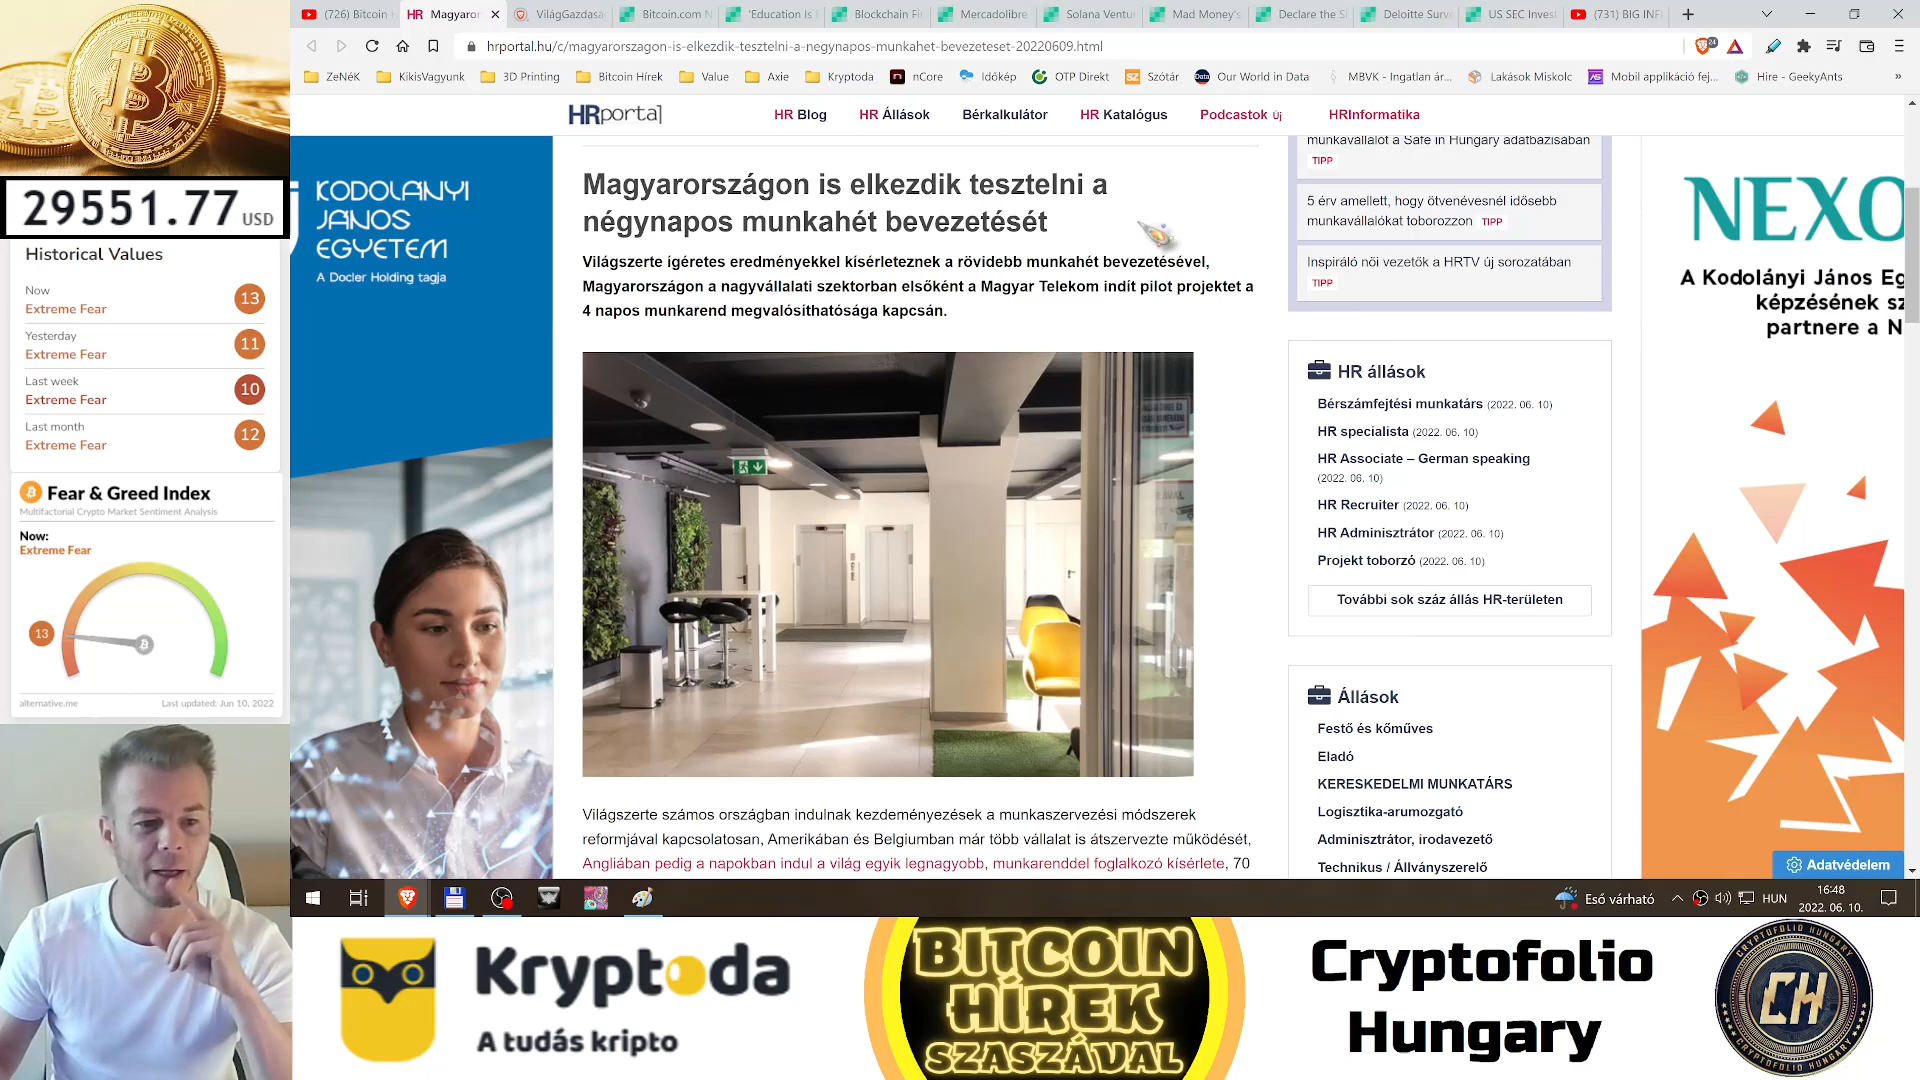 (726) Bitcoin H
HR Magyaror
VilágGazdasá
Bitcoin.com N
'Education Is I
Blockchain Fi
Mercadolibre
Solana Ventu
Mad Money's
Declare the S
Deloitte Surv
US SEC Invest
(731) BIG INF
hrportal.hu/c/magyarorszagon-is-elkezdik-tesztelni-a-negynapos-munkahet-bevezeteset-20220609.html
24
ZeNéK
KikisVagyunk
3D Printing
Bitcoin Hírek
Value
Axie
Kryptoda
nCore
Időkép
OTP Direkt
SZ Szótár
Our World in Data
MBVK - Ingatlan ár...
Lakások Miskolc
Mobil applikáció fej...
Hire - GeekyAnts
HRportal
HR Blog
HR Állások
Bérkalkulátor
HR Katalógus
Podcastok új
HRInformatika
29551.77 USD
Historical Values
Now
Extreme Fear
13
Yesterday
Extreme Fear
11
Last week
Extreme Fear
10
Last month
Extreme Fear
12
Fear & Greed Index
Multifactorial Crypto Market Sentiment Analysis
Now:
Extreme Fear
13
alternative.me
Last updated: Jun 10, 2022
KODOLÁNYI
JÁNOS
EGYETEM
A Docler Holding tagja
Magyarországon is elkezdik tesztelni a
négynapos munkahét bevezetését
Világszerte ígéretes eredményekkel kísérleteznek a rövidebb munkahét bevezetésével,
Magyarországon a nagyvállalati szektorban elsőként a Magyar Telekom indít pilot projektet a
4 napos munkarend megvalósíthatósága kapcsán.
Világszerte számos országban indulnak kezdeményezések a munkaszervezési módszerek
reformjával kapcsolatosan, Amerikában és Belgiumban már több vállalat is átszervezte működését,
Angliában pedig a napokban indul a világ egyik legnagyobb, munkarenddel foglalkozó kísérlete, 70
munkavállalót a Safe in Hungary adatbázisában
TIPP
5 érv amellett, hogy ötvenévesnél idősebb
munkavállalókat toborozzon TIPP
Inspiráló női vezetők a HRTV új sorozatában
TIPP
HR állások
Bérszámfejtési munkatárs (2022. 06. 10)
HR specialista (2022. 06. 10)
HR Associate – German speaking
(2022. 06. 10)
HR Recruiter (2022. 06. 10)
HR Adminisztrátor (2022. 06. 10)
Projekt toborzó (2022. 06. 10)
További sok száz állás HR-területen
Állások
Festő és kőműves
Eladó
KERESKEDELMI MUNKATÁRS
Logisztika-arumozgató
Adminisztrátor, irodavezető
Technikus / Állványszerelő
NEXO
A Kodolányi János Eg
képzésének sz
partnere a N
Adatvédelem
Eső várható
HUN
16:48
2022. 06. 10.
Kryptoda
A tudás kripto
BITCOIN
HÍREK
SZASZÁVAL
Cryptofolio
Hungary
CRYPTOFOLIO HUNGARY
CH
CRYPTOFOLIO HUNGARY